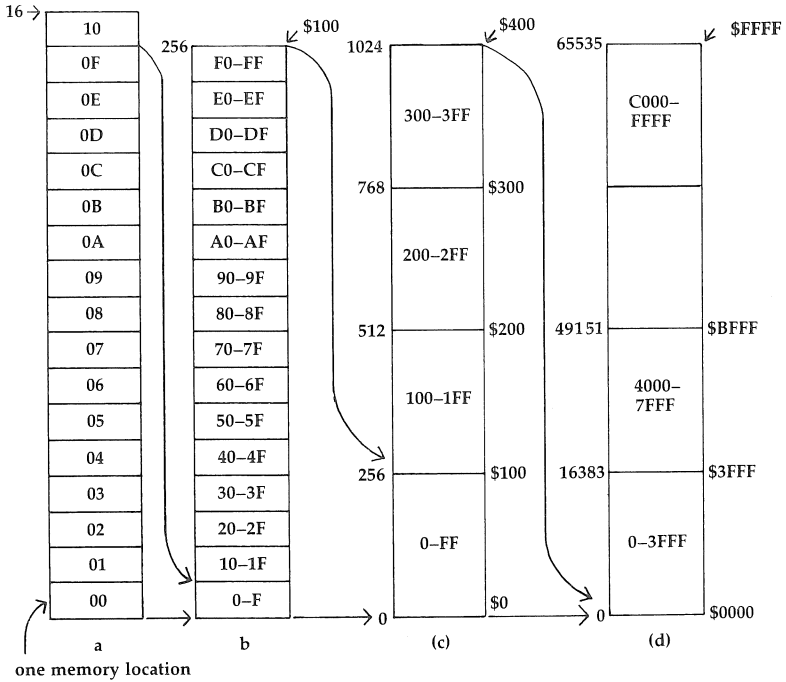 16
10
0F
0E
0D
0C
0B
0A
09
08
07
06
05
04
03
02
01
00
a
one memory location
256
$100
F0–FF
E0–EF
D0–DF
C0–CF
B0–BF
A0–AF
90–9F
80–8F
70–7F
60–6F
50–5F
40–4F
30–3F
20–2F
10–1F
0–F
b
1024
$400
300–3FF
768
$300
200–2FF
512
$200
100–1FF
256
$100
0–FF
0
$0
(c)
65535
$FFFF
C000–
FFFF
49151
$BFFF
4000–
7FFF
16383
$3FFF
0–3FFF
0
$0000
(d)